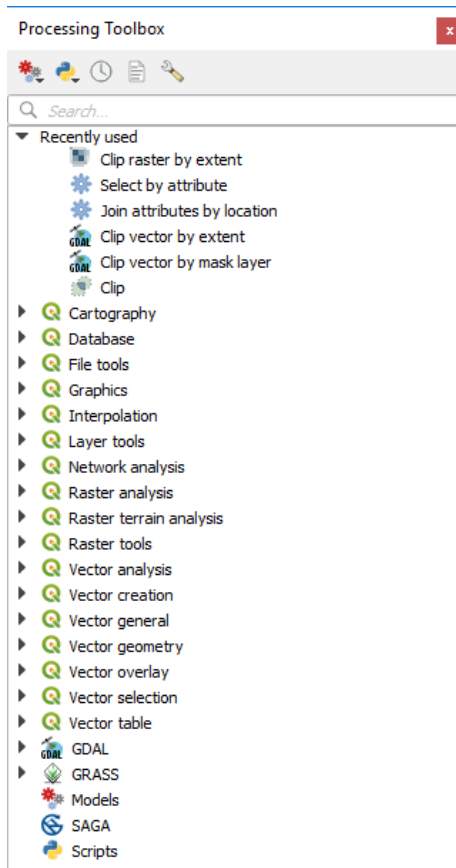 Processing Toolbox
x
Search...
Recently used
Clip raster by extent
Select by attribute
Join attributes by location
GDAL Clip vector by extent
GDAL Clip vector by mask layer
Clip
Cartography
Database
File tools
Graphics
Interpolation
Layer tools
Network analysis
Raster analysis
Raster terrain analysis
Raster tools
Vector analysis
Vector creation
Vector general
Vector geometry
Vector overlay
Vector selection
Vector table
GDAL GDAL
GRASS
Models
SAGA
Scripts